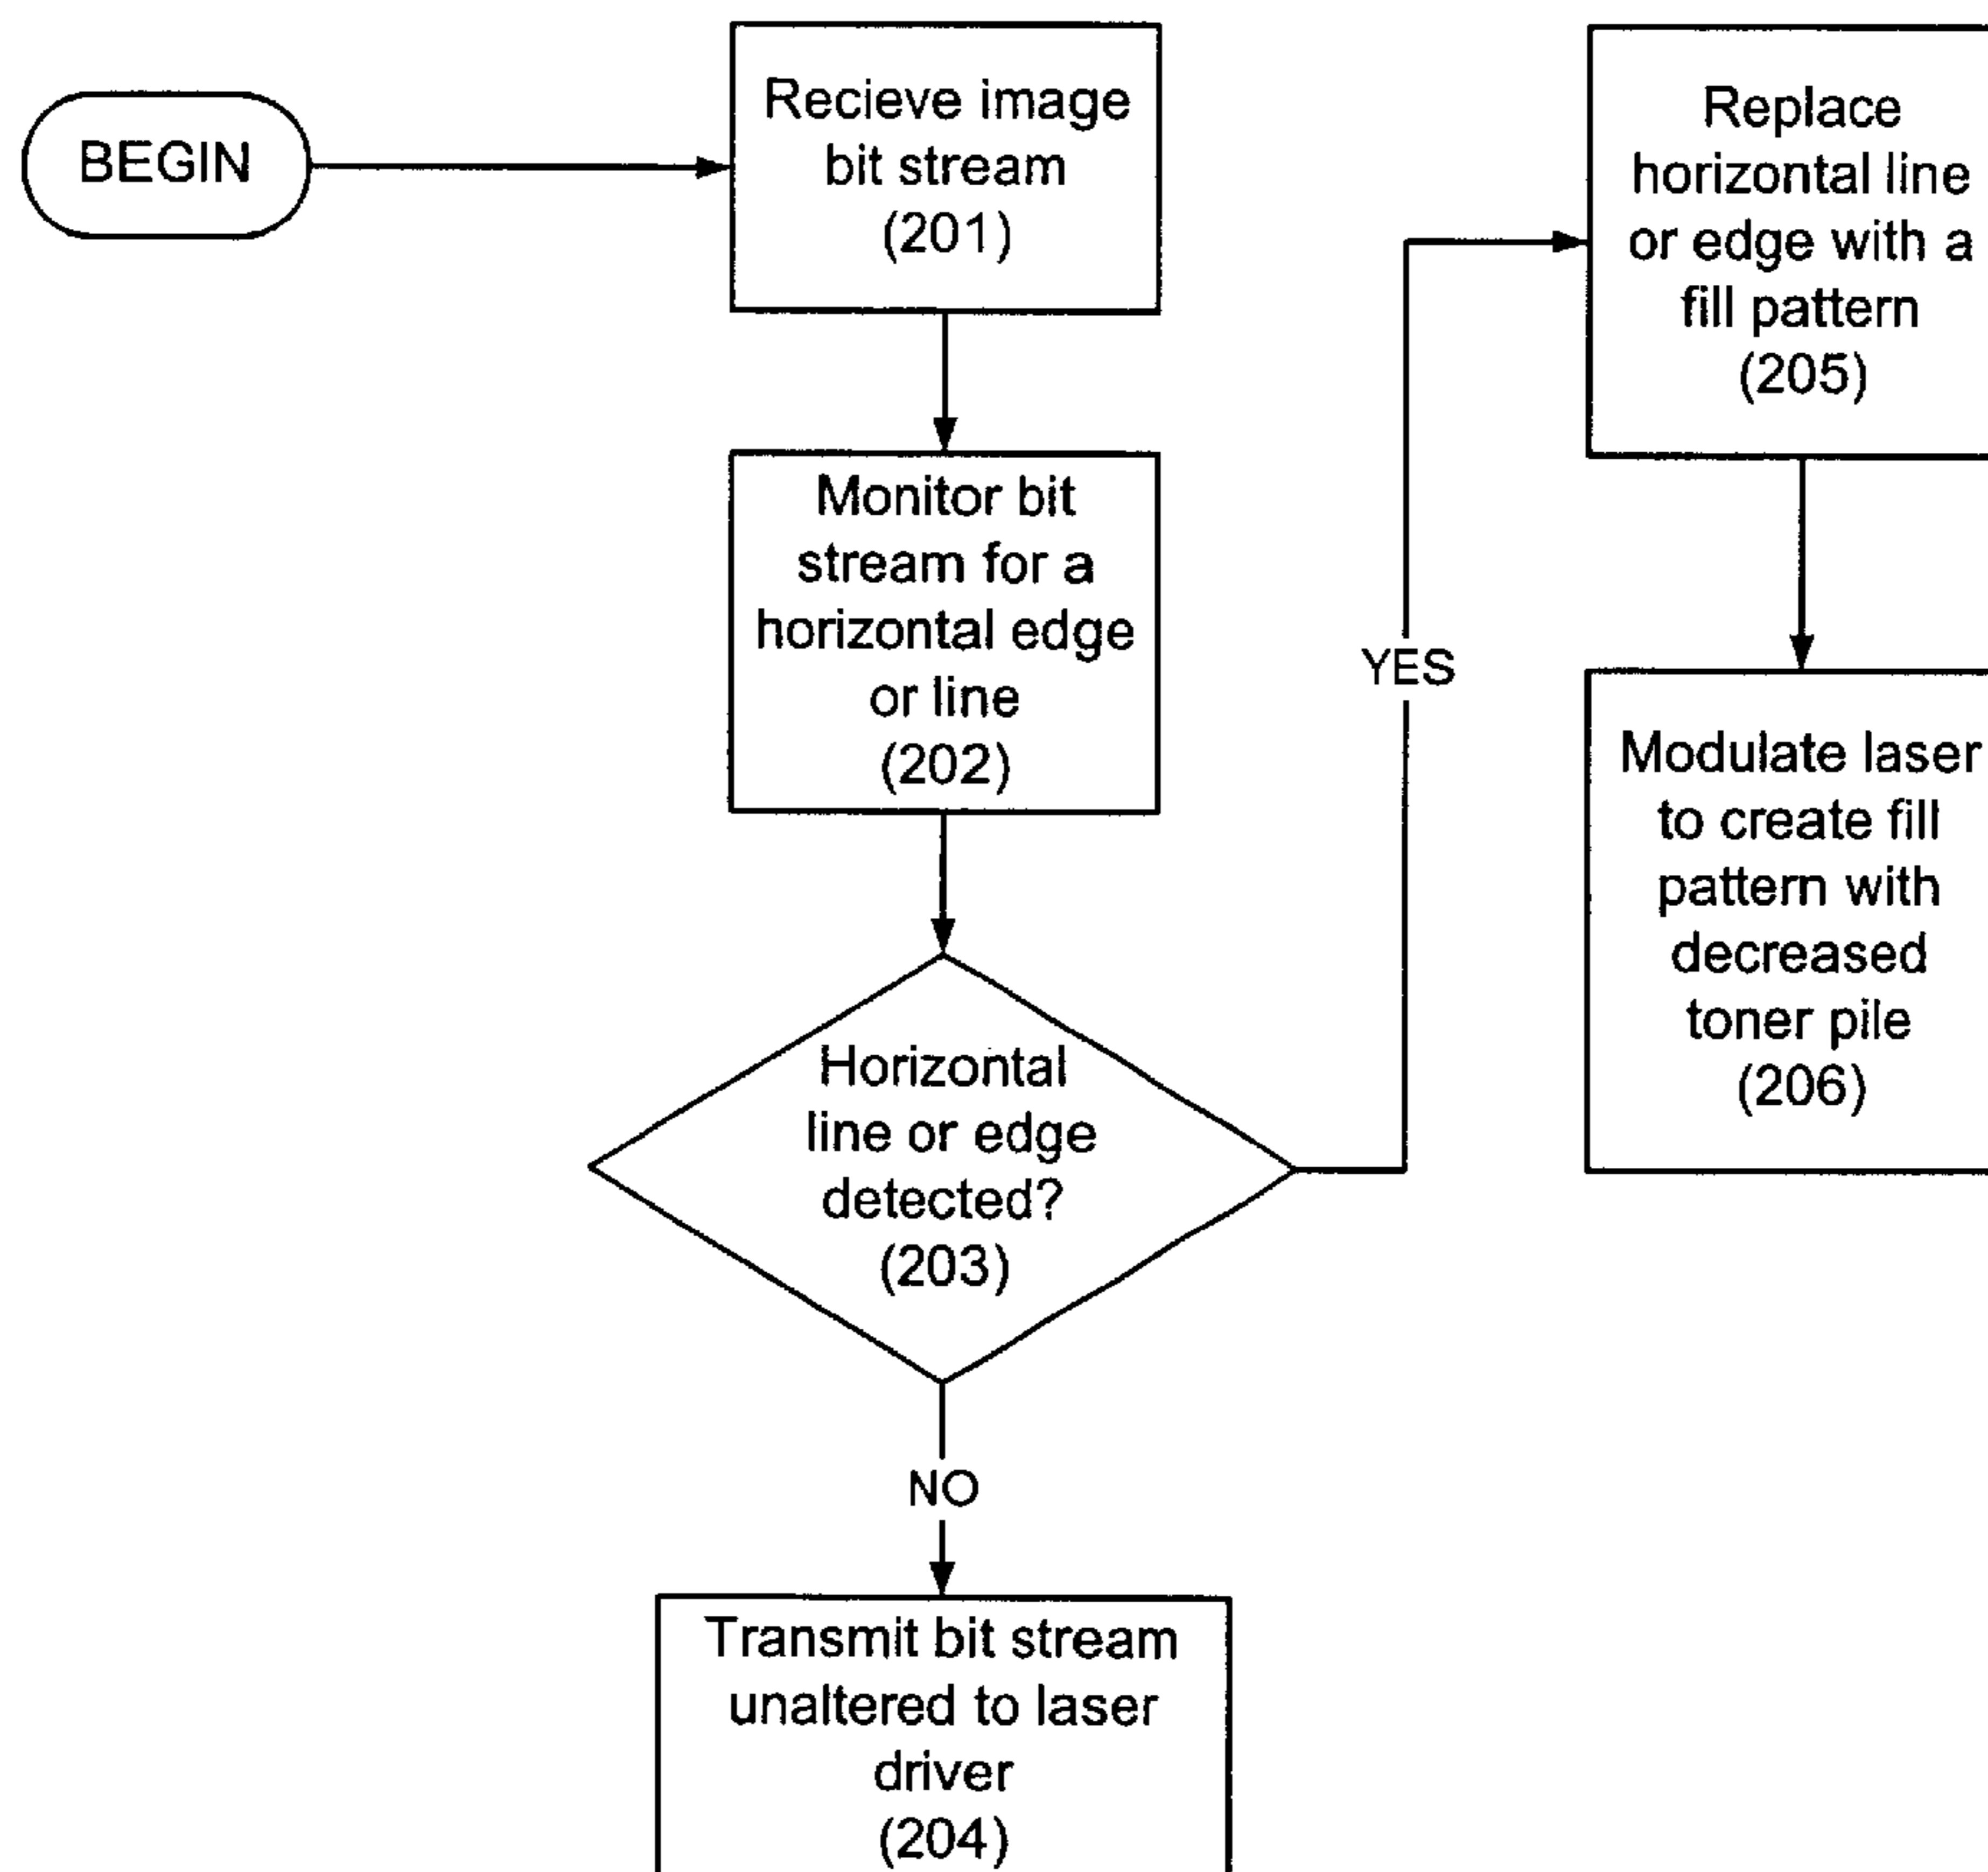 BEGIN
Recieve image
bit stream
(201)
Monitor bit
stream for a
horizontal edge
or line
(202)
Horizontal
line or edge
detected?
(203)
NO
Transmit bit stream
unaltered to laser
driver
(204)
YES
Replace
horizontal line
or edge with a
fill pattern
(205)
Modulate laser
to create fill
pattern with
decreased
toner pile
(206)